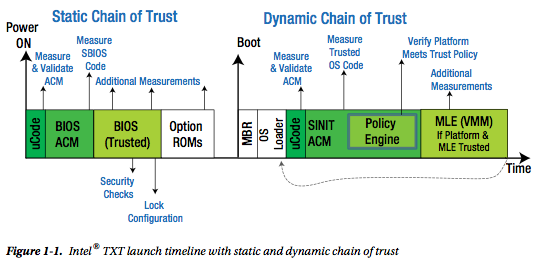 Static Chain of Trust
Dynamic Chain of Trust
Power
ON
Measure
& Validate
ACM
Measure
SBIOS
Code
Additional Measurements
Boot
Measure
& Validate
ACM
Measure
Trusted
OS Code
Verify Platform
Meets Trust Policy
Additional
Measurements
uCode
BIOS
ACM
BIOS
(Trusted)
Option
ROMs
MBR
OS
Loader
uCode
SINIT
ACM
Policy
Engine
MLE (VMM)
If Platform &
MLE Trusted
Time
Security
Checks
Lock
Configuration
Figure 1-1. Intel® TXT launch timeline with static and dynamic chain of trust